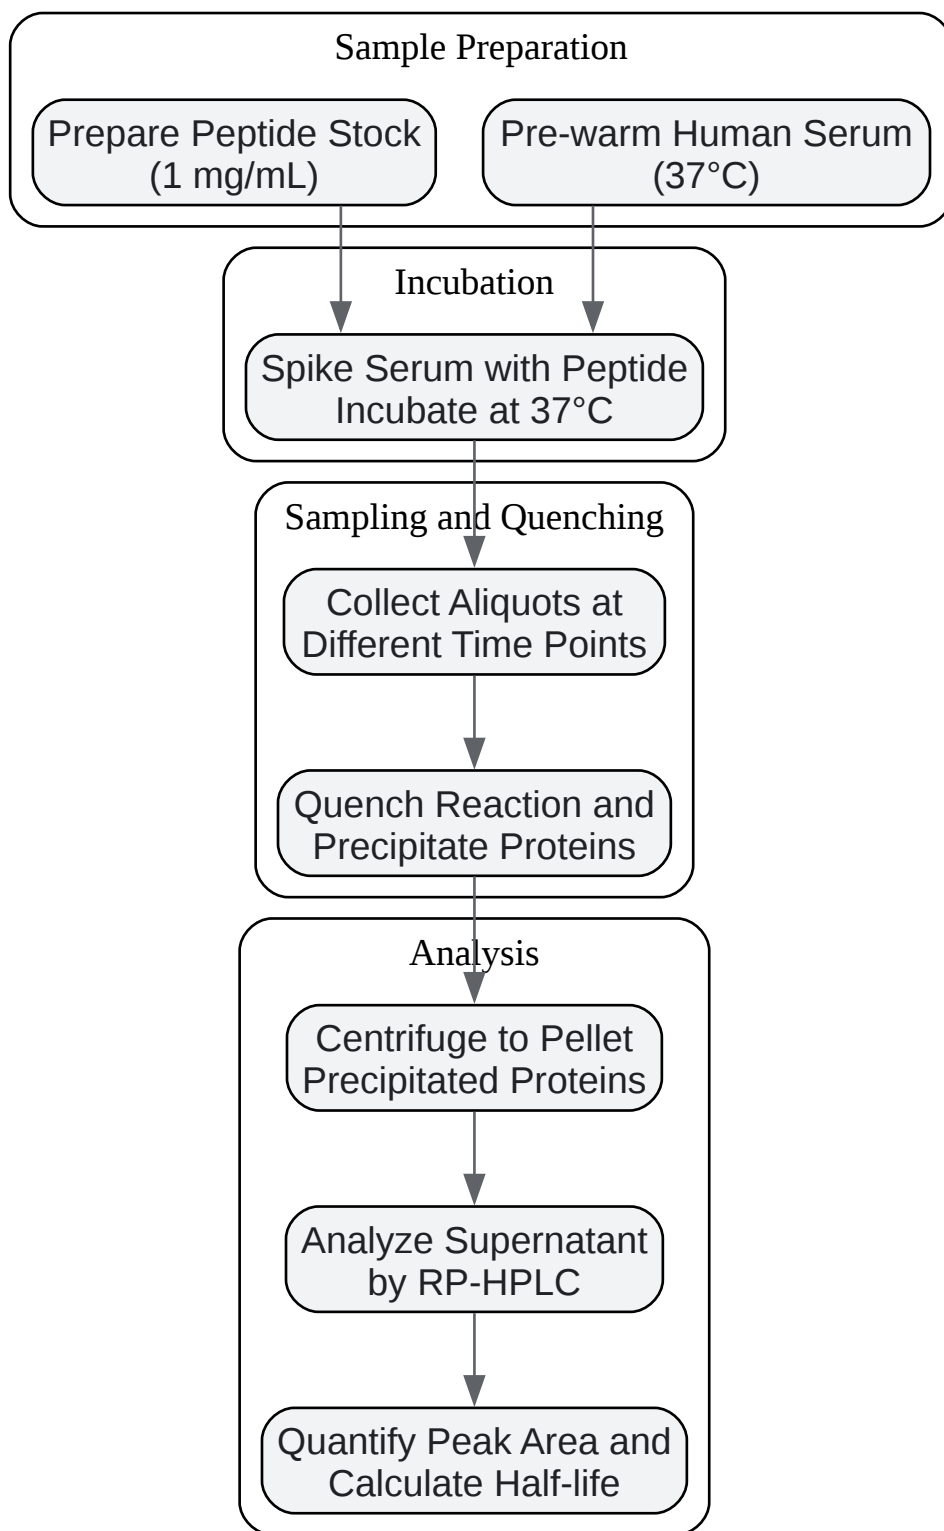 Sample Preparation
Prepare Peptide Stock
(1 mg/mL)
Pre-warm Human Serum
(37°C)
Incubation
Spike Serum with Peptide
Incubate at 37°C
Sampling and Quenching
Collect Aliquots at
Different Time Points
Quench Reaction and
Precipitate Proteins
Analysis
Centrifuge to Pellet
Precipitated Proteins
Analyze Supernatant
by RP-HPLC
Quantify Peak Area and
Calculate Half-life